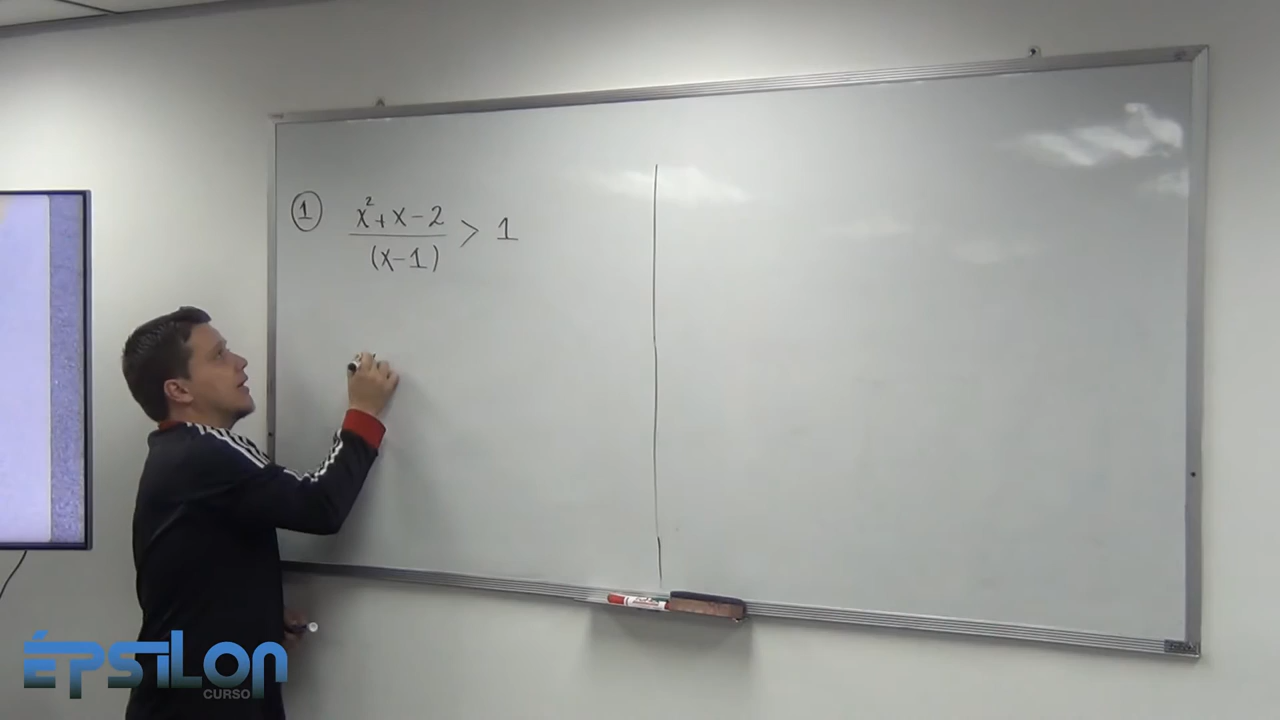 ① x²+x-2 / (x-1) > 1
ÉPSILON
CURSO